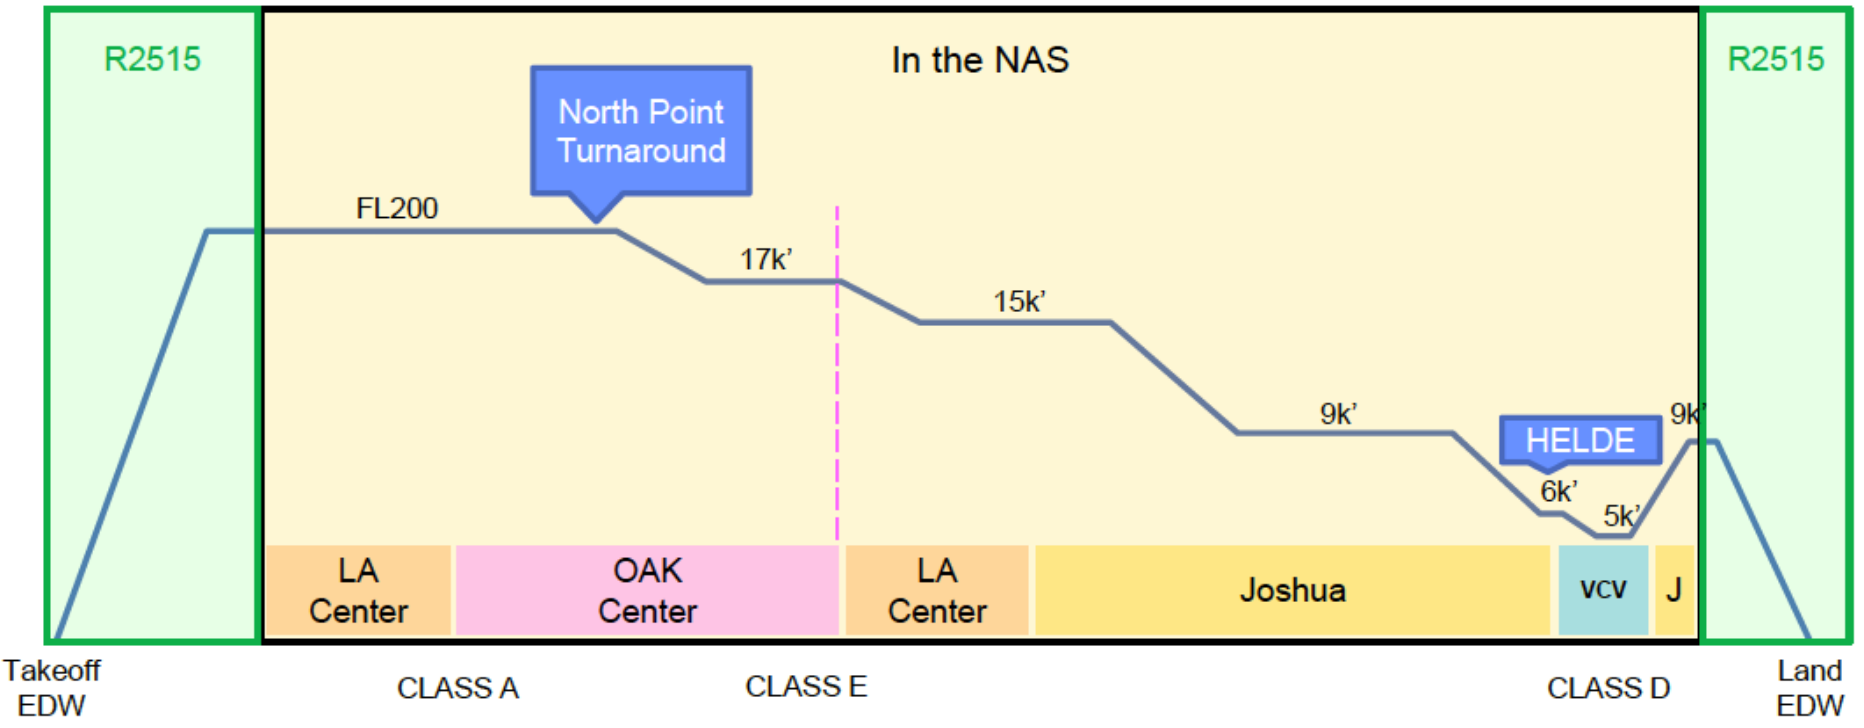 R2515
In the NAS
R2515
North Point
Turnaround
FL200
17k’
15k’
9k’
9k’
HELDE
6k’
5k’
LA
Center
OAK
Center
LA
Center
Joshua
VCV
J
Takeoff
EDW
CLASS A
CLASS E
CLASS D
Land
EDW